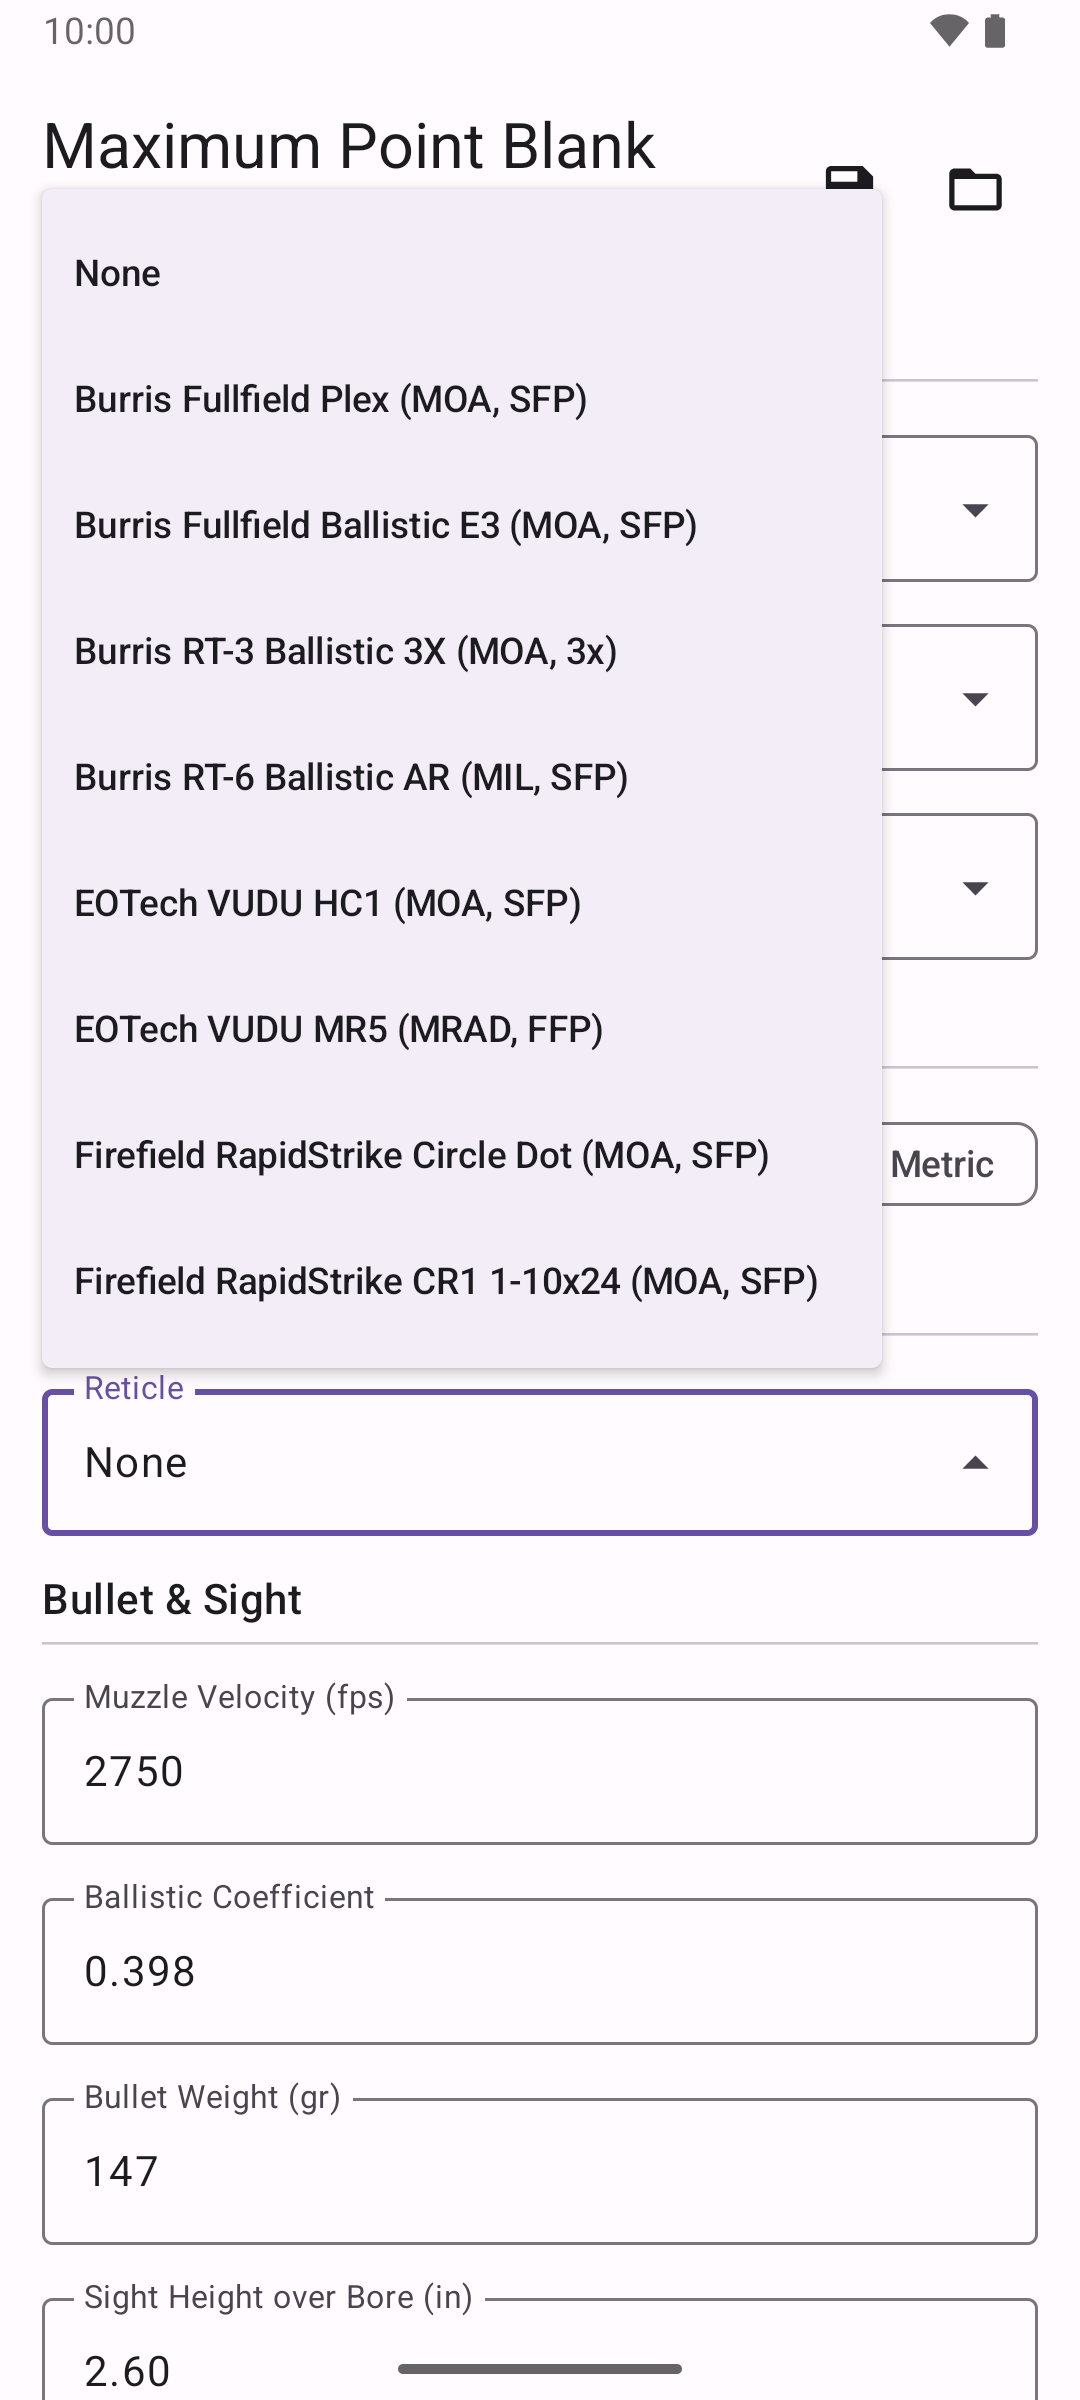 10:00
Maximum Point Blank
None
Burris Fullfield Plex (MOA, SFP)
Burris Fullfield Ballistic E3 (MOA, SFP)
Burris RT-3 Ballistic 3X (MOA, 3x)
Burris RT-6 Ballistic AR (MIL, SFP)
EOTech VUDU HC1 (MOA, SFP)
EOTech VUDU MR5 (MRAD, FFP)
Firefield RapidStrike Circle Dot (MOA, SFP)
Metric
Firefield RapidStrike CR1 1-10x24 (MOA, SFP)
Reticle
None
Bullet & Sight
Muzzle Velocity (fps)
2750
Ballistic Coefficient
0.398
Bullet Weight (gr)
147
Sight Height over Bore (in)
2.60